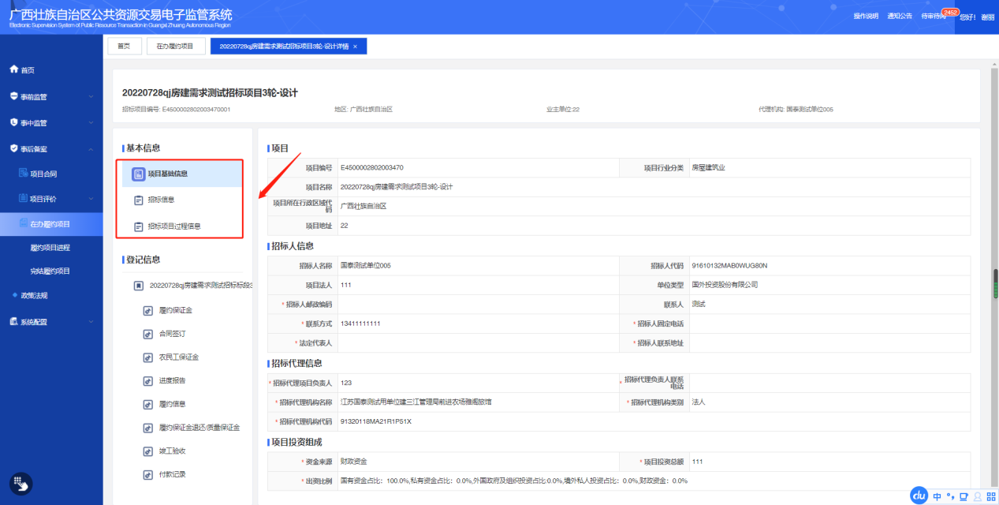 广西壮族自治区公共资源交易电子监管系统
Electronic Supervision System of Public Resource Transaction in Guangxi Zhuang Autonomous Region
操作说明 通知公告 待审待阅 2452 您好! 谢丽
首页 在办履约项目 20220728qj房建需求测试招标项目3轮-设计详情 ×
首页
事前监管
事中监管
事后备案
项目合同
项目评价
在办履约项目
履约项目进程
完结履约项目
政策法规
系统配置
20220728qj房建需求测试招标项目3轮-设计
招标项目编号: E4500002802003470001 地区: 广西壮族自治区 业主单位:22 代理机构: 国泰测试单位005
基本信息
项目基础信息
招标信息
招标项目过程信息
登记信息
20220728qj房建需求测试招标标段3
履约保证金
合同签订
农民工保证金
进度报告
履约信息
履约保证金退还/质量保证金
竣工验收
付款记录
项目
项目编号 E4500002802003470 项目行业分类 房屋建筑业
项目名称 20220728qj房建需求测试项目3轮-设计
项目所在行政区域代码 广西壮族自治区
项目地址 22
招标人信息
招标人名称 国泰测试单位005 招标人代码 91610132MAB0WUG80N
项目法人 111 单位类型 国外投资股份有限公司
* 招标人邮政编码 联系人 测试
* 联系方式 13411111111 * 招标人固定电话
* 法定代表人 * 招标人联系地址
招标代理信息
* 招标代理项目负责人 123 * 招标代理负责人联系电话
* 招标代理机构名称 江苏国泰测试用单位建三江管理局前进农场雅阁旅馆 * 招标代理机构类别 法人
* 招标代理机构代码 91320118MA21R1P51X
项目投资组成
* 资金来源 财政资金 * 项目投资总额 111
* 出资比例 国有资金占比：100.0%,私有资金占比：0.0%,外国政府及组织投资占比:0.0%,境外私人投资占比：0.0%,财政资金：0.0%
du 中